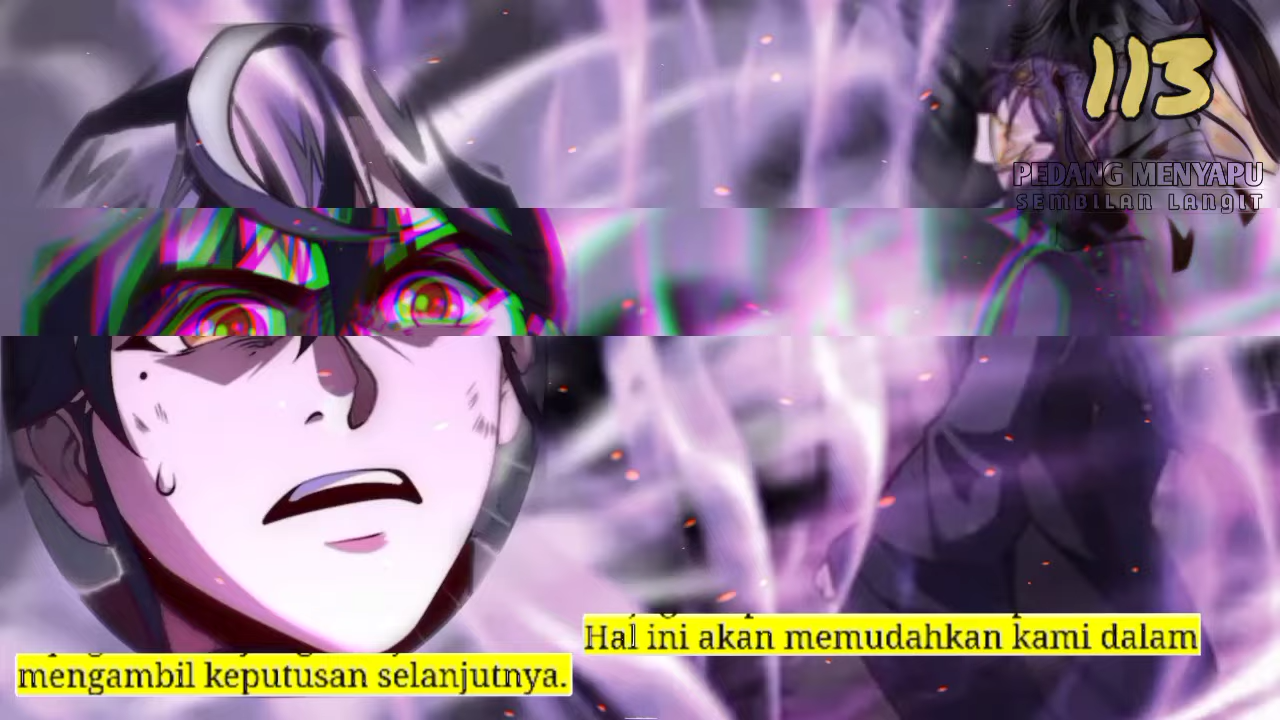 113
PEDANG MENYAPU
SEMBILAN LANGIT
Hal ini akan memudahkan kami dalam
mengambil keputusan selanjutnya.